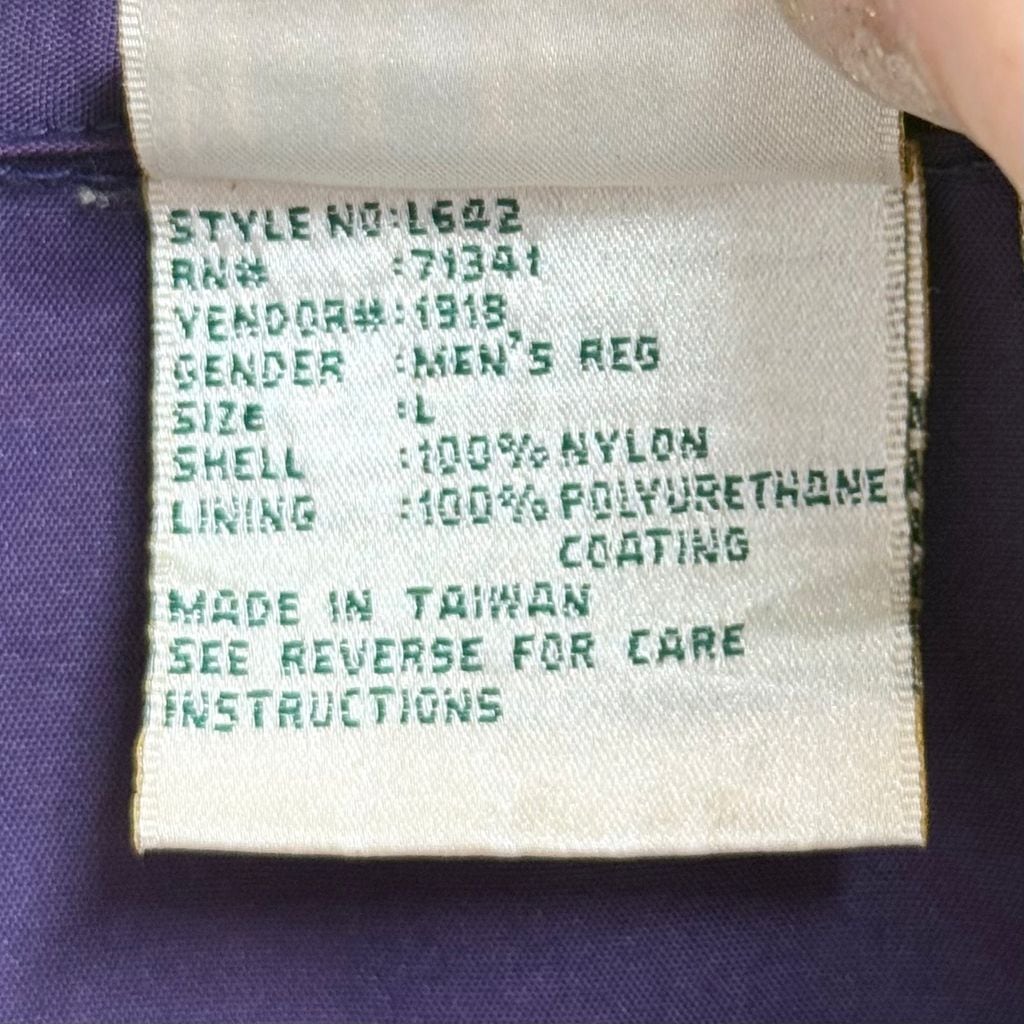 STYLE NO:L642
RN# :71341
VENDOR#:1918
GENDER :MEN'S REG
SIZE :L
SHELL :100% NYLON
LINING :100% POLYURETHANE
COATING
MADE IN TAIWAN
SEE REVERSE FOR CARE
INSTRUCTIONS